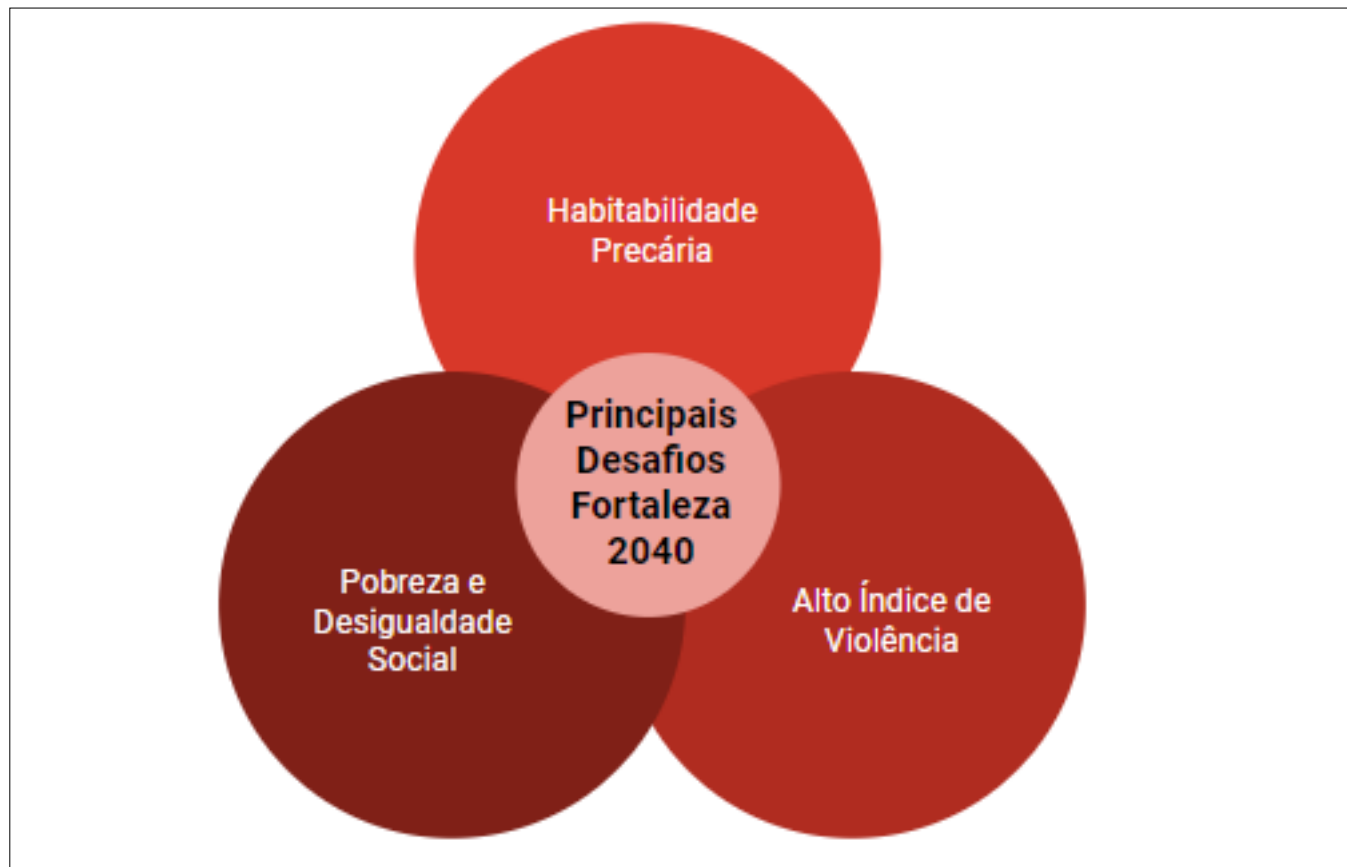 Habitabilidade
Precária
Principais
Desafios
Fortaleza
2040
Pobreza e
Desigualdade
Social
Alto Índice de
Violência